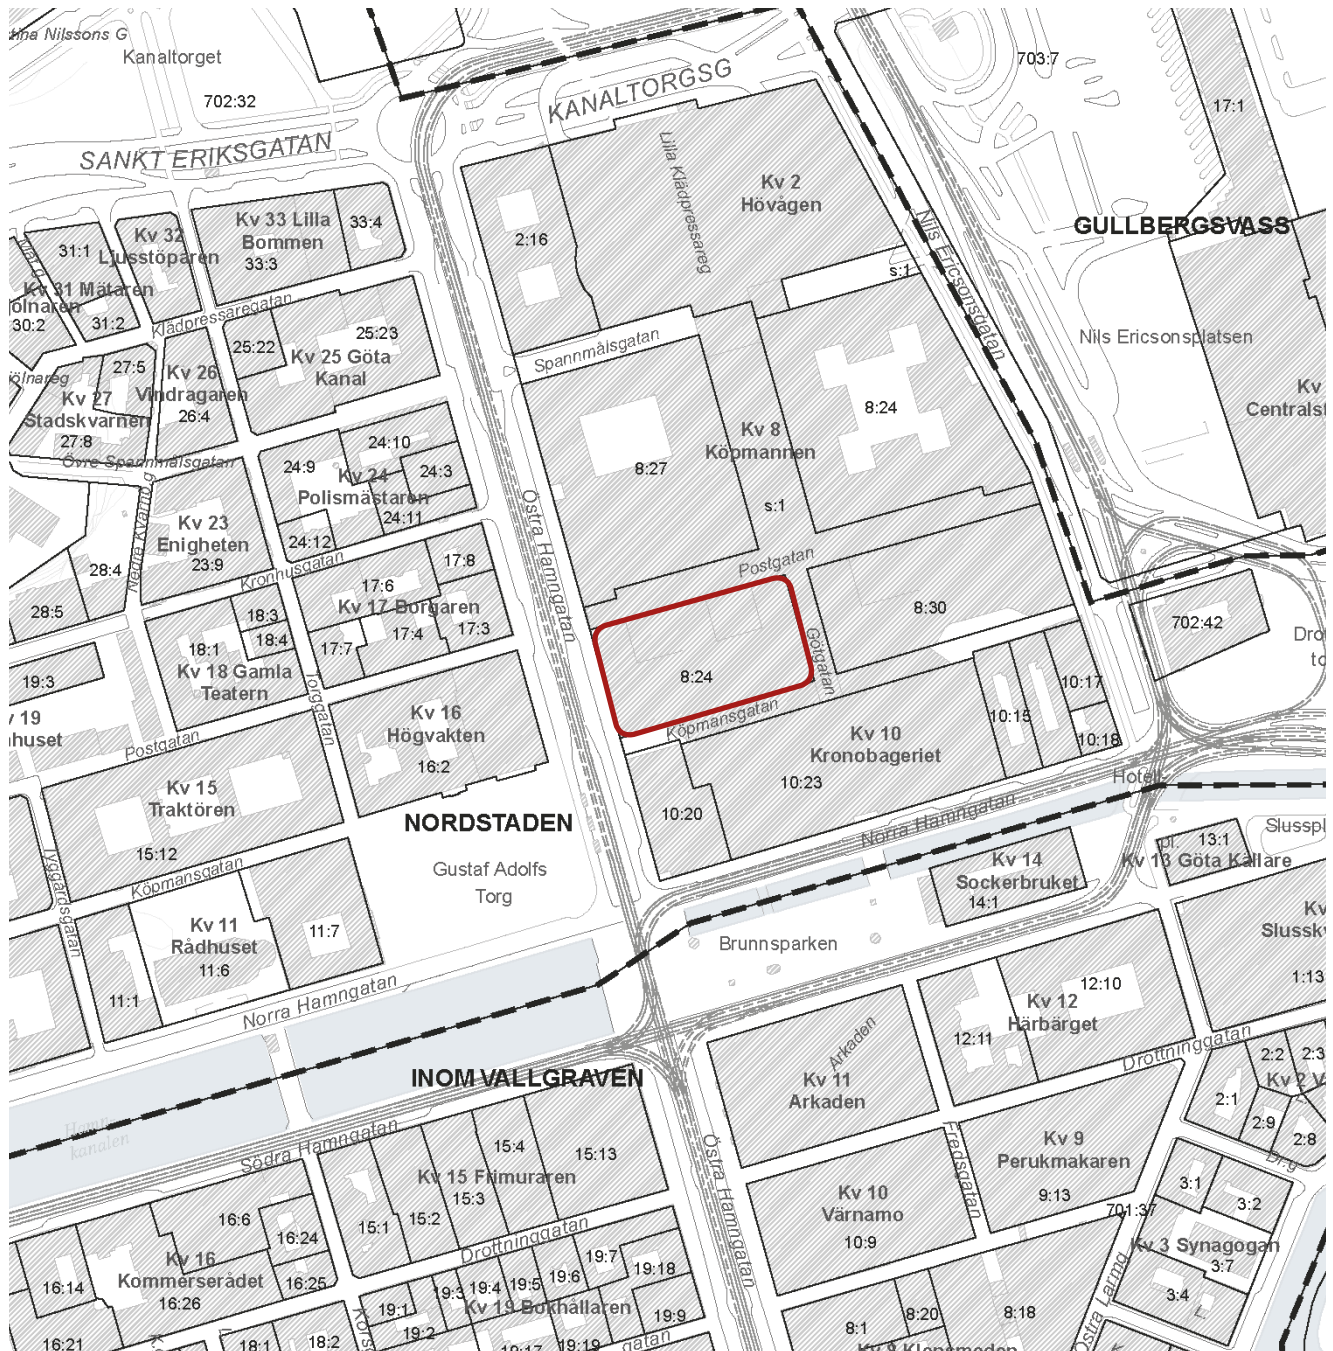 Kanaltorget
702:32
KANALTORGSG
703:7
17:1
SANKT ERIKSGATAN
Lilla Klädpressareg
Kv 2
Hövågen
2:16
Kv 33 Lilla
Bommen
33:3
33:4
Kv 32
Ljusstöparen
31:1
Kv 31 Mätaren
31:2
30:2
Klädpressaregatan
s:1
Nils Ericsonsgatan
GULLBERGSVASS
Nils Ericsonsplatsen
Kv
Centralst
25:22
25:23
Kv 25 Göta
Kanal
Spannmålsgatan
27:5
Kv 26
Vindragaren
26:4
Kv 27
Stadskvarnen
27:8
Övre Spannmålsgatan
24:10
24:9
24:3
Kv 24
Polismästaren
24:11
24:12
8:24
Kv 8
Köpmannen
8:27
s:1
Östra Hamngatan
Nedre Kvarnb g
Kv 23
Enigheten
23:9
28:4
28:5
Kronhusgatan
17:8
17:6
Kv 17 Borgaren
17:4
17:3
17:7
18:3
18:4
18:1
Kv 18 Gamla
Teatern
Torggatan
Postgatan
8:30
702:42
Götgatan
8:24
Köpmansgatan
19:3
Postgatan
Kv 16
Högvakten
16:2
10:17
10:15
10:18
Kv 10
Kronobageriet
10:23
10:20
Kv 15
Traktören
15:12
NORDSTADEN
Gustaf Adolfs
Torg
Norra Hamngatan
Köpmansgatan
Tyggårdsgatan
Kv 11
Rådhuset
11:6
11:7
11:1
Kv 14
Sockerbruket
14:1
13:1
Kv 13 Göta Källare
pl.
Brunnsparken
Norra Hamngatan
12:10
Kv 12
Härbärget
12:11
1:13
Drottninggatan
INOM VALLGRAVEN
Arkaden
Kv 11
Arkaden
2:2
2:3
2:1
2:9
2:8
Södra Hamngatan
15:4
15:13
Kv 15 Frimuraren
15:3
15:2
15:1
Östra Hamngatan
Fredsgatan
Kv 9
Perukmakaren
9:13
701:37
Kv 10
Värnamo
10:9
3:1
3:2
Kv 3 Synagogan
3:7
3:4
16:6
16:24
16:14
Kv 16
Kommerserådet
16:25
16:26
16:21
Drottninggatan
19:7
19:18
19:6
19:5
19:4
19:3
19:1
Kv 19 Bokhållaren
19:2
19:9
18:1
18:2
8:1
8:20
8:18